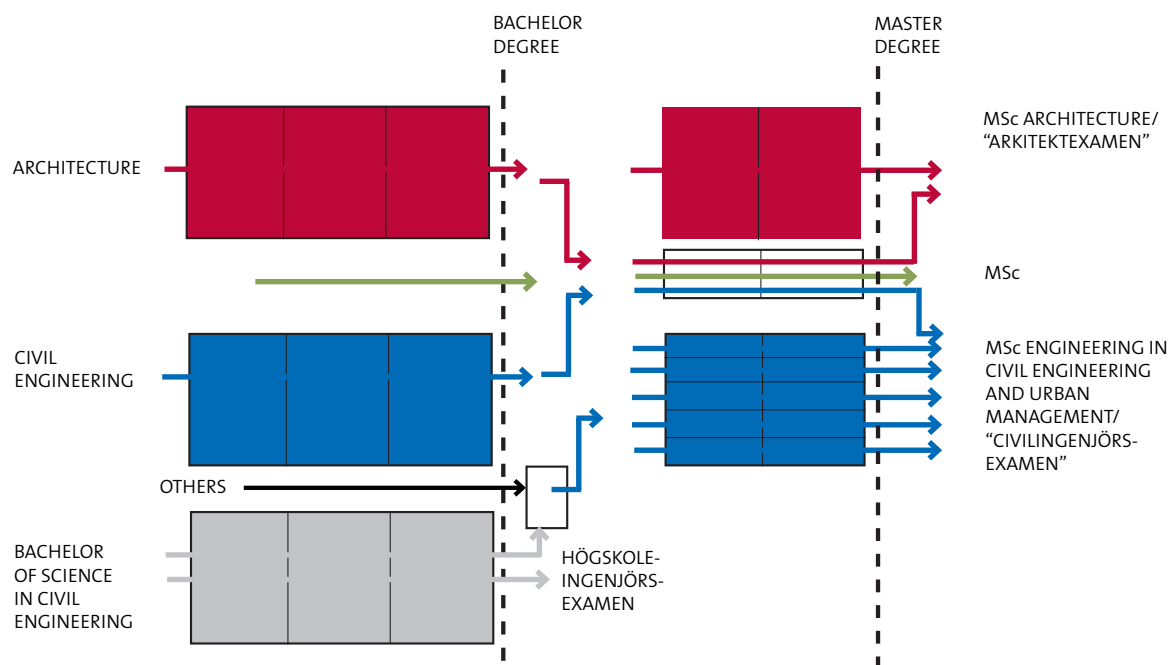 BACHELOR
DEGREE
MASTER
DEGREE
ARCHITECTURE
MSc ARCHITECTURE/
“ARKITEKTEXAMEN”
MSc
CIVIL
ENGINEERING
MSc ENGINEERING IN
CIVIL ENGINEERING
AND URBAN
MANAGEMENT/
“CIVILINGENJÖRS-
EXAMEN”
OTHERS
BACHELOR
OF SCIENCE
IN CIVIL
ENGINEERING
HÖGSKOLE-
INGENJÖRS-
EXAMEN